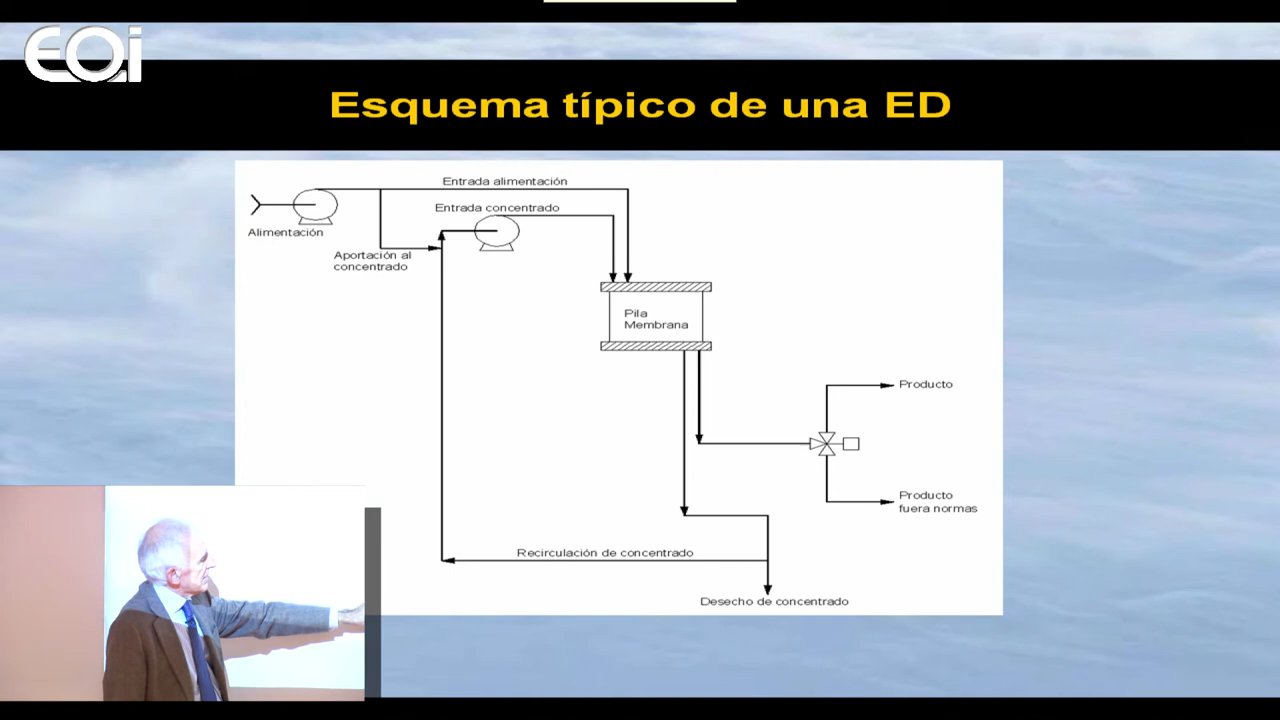 EOi
Esquema típico de una ED
Entrada alimentación
Entrada concentrado
Alimentación
Aportación al
concentrado
Pila
Membrana
Producto
Producto
fuera normas
Recirculación de concentrado
Desecho de concentrado